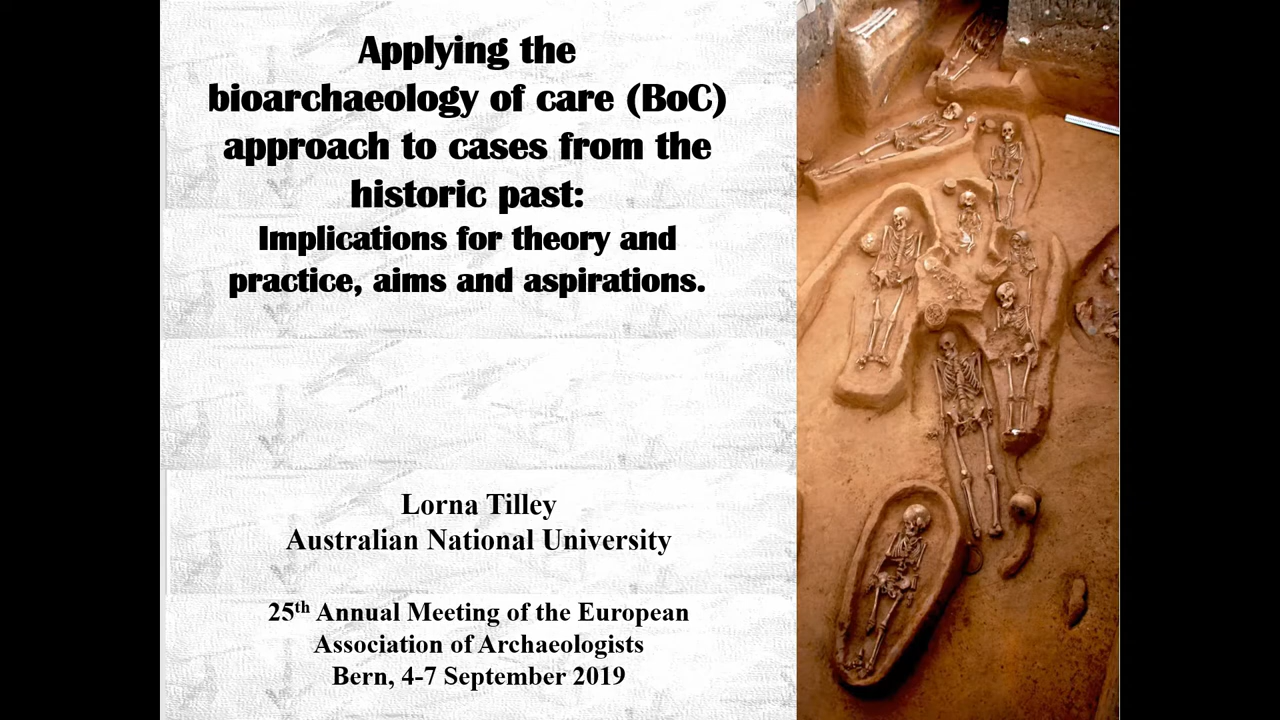 Applying the
bioarchaeology of care (BoC)
approach to cases from the
historic past:
Implications for theory and
practice, aims and aspirations.
Lorna Tilley
Australian National University
25th Annual Meeting of the European
Association of Archaeologists
Bern, 4-7 September 2019